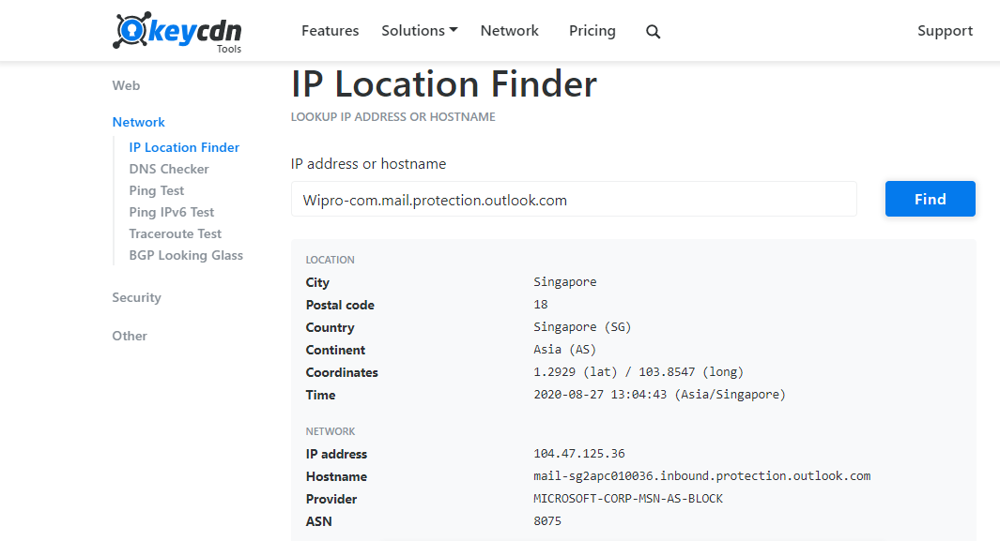 keycdn
Tools
Features Solutions Network Pricing Support
Web
Network
IP Location Finder
DNS Checker
Ping Test
Ping IPv6 Test
Traceroute Test
BGP Looking Glass
Security
Other
IP Location Finder
LOOKUP IP ADDRESS OR HOSTNAME
IP address or hostname
Wipro-com.mail.protection.outlook.com Find
LOCATION
City Singapore
Postal code 18
Country Singapore (SG)
Continent Asia (AS)
Coordinates 1.2929 (lat) / 103.8547 (long)
Time 2020-08-27 13:04:43 (Asia/Singapore)
NETWORK
IP address 104.47.125.36
Hostname mail-sg2apc010036.inbound.protection.outlook.com
Provider MICROSOFT-CORP-MSN-AS-BLOCK
ASN 8075